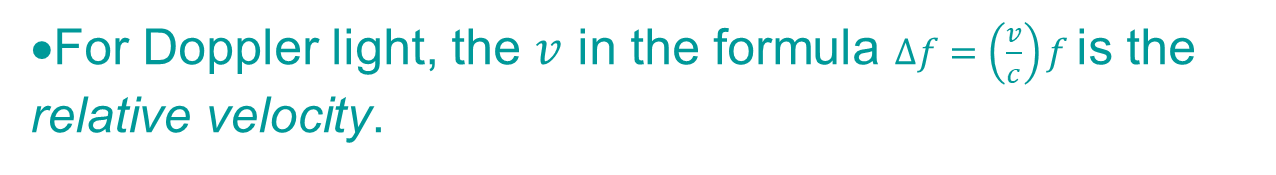 •For Doppler light, the 𝑣 in the formula Δ𝑓 = (𝑣/𝑐)𝑓 is the
relative velocity.